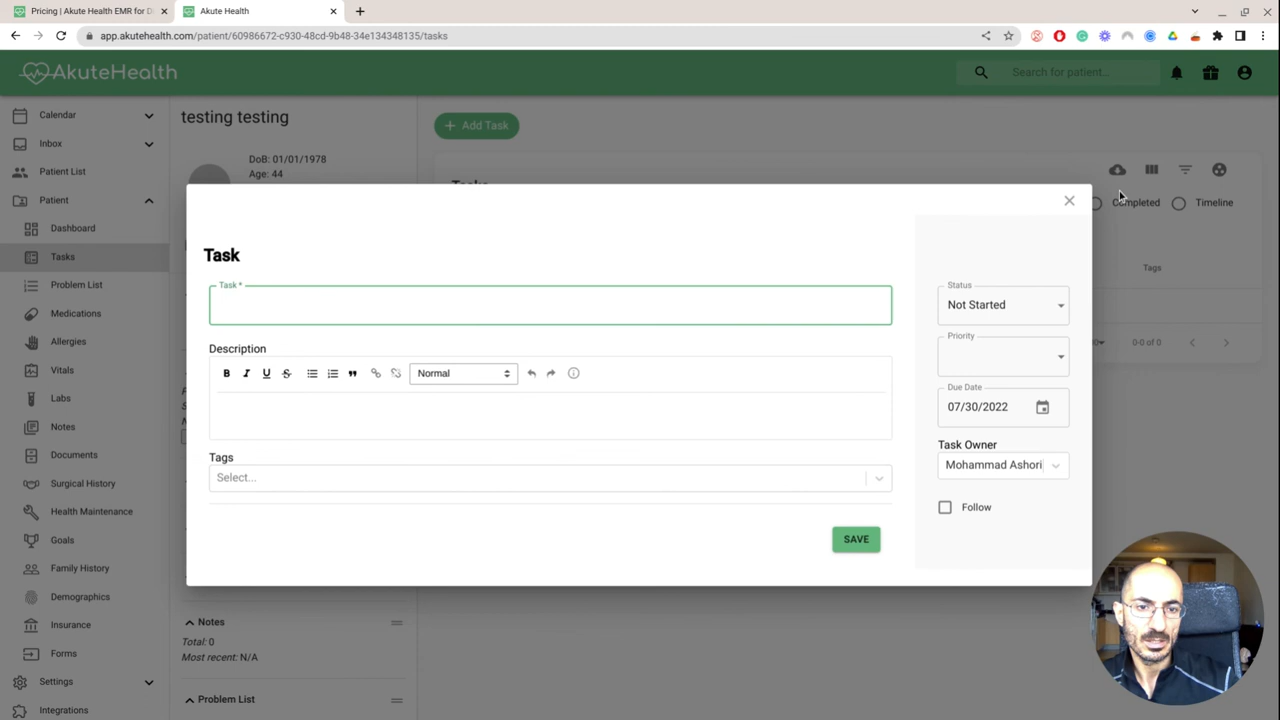 Pricing | Akute Health EMR for D
Akute Health
app.akutehealth.com/patient/60986672-c930-48cd-9b48-34e134348135/tasks
AkuteHealth
Search for patient...
Calendar
Inbox
Patient List
Patient
Dashboard
Tasks
Problem List
Medications
Allergies
Vitals
Labs
Notes
Documents
Surgical History
Health Maintenance
Goals
Family History
Demographics
Insurance
Forms
Settings
Integrations
testing testing
DoB: 01/01/1978
Age: 44
Notes
Total: 0
Most recent: N/A
Problem List
+ Add Task
Tasks
Completed
Timeline
Tags
0-0 of 0
Task
Task *
Description
B I U S
Normal
Tags
Select...
SAVE
Status
Not Started
Priority
Due Date
07/30/2022
Task Owner
Mohammad Ashori
Follow